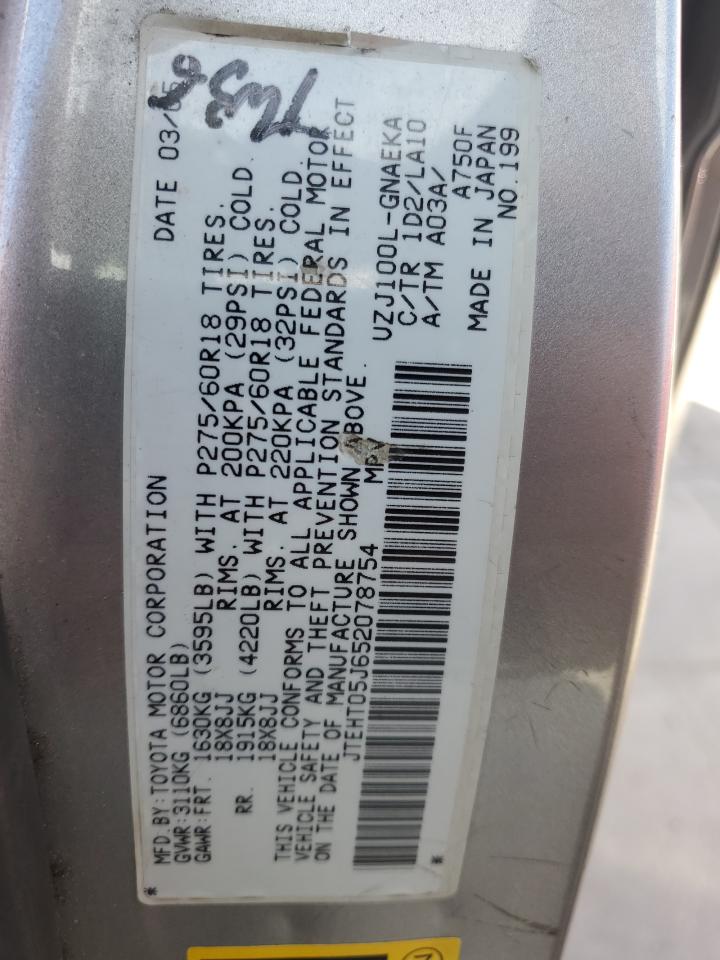 MFD.BY:TOYOTA MOTOR CORPORATION DATE 03/05
GVWR:3110KG(6860LB)
GAWR:FRT. 1630KG(3595LB) WITH P275/60R18 TIRES.
18X8JJ RIMS. AT 200KPA(29PSI) COLD.
RR. 1915KG(4220LB) WITH P275/60R18 TIRES.
18X8JJ RIMS. AT 220KPA(32PSI) COLD.
THIS VEHICLE CONFORMS TO ALL APPLICABLE FEDERAL MOTOR
VEHICLE SAFETY AND THEFT PREVENTION STANDARDS IN EFFECT
ON THE DATE OF MANUFACTURE SHOWN ABOVE.
JTEHT05J652078754
UZJ100L-GNAEKA
C/TR 1D2/LA10
A/TM A03A/
A750F
MADE IN JAPAN
NO.199